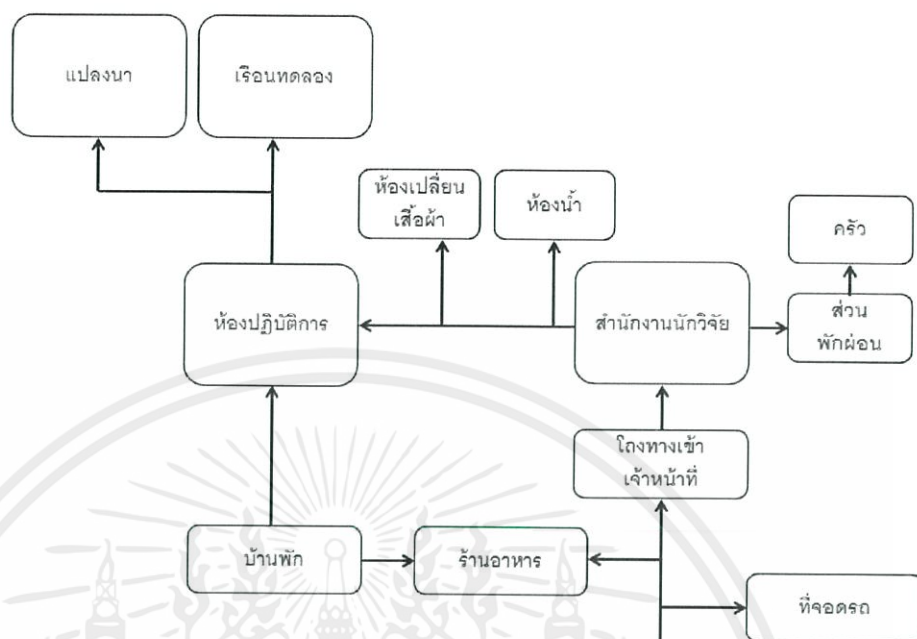 แปลงนา
เรือนทดลอง
ห้องเปลี่ยน
เสื้อผ้า
ห้องน้ำ
ครัว
ห้องปฏิบัติการ
สำนักงานนักวิจัย
ส่วน
พักผ่อน
โถงทางเข้า
เจ้าหน้าที่
บ้านพัก
ร้านอาหาร
ที่จอดรถ